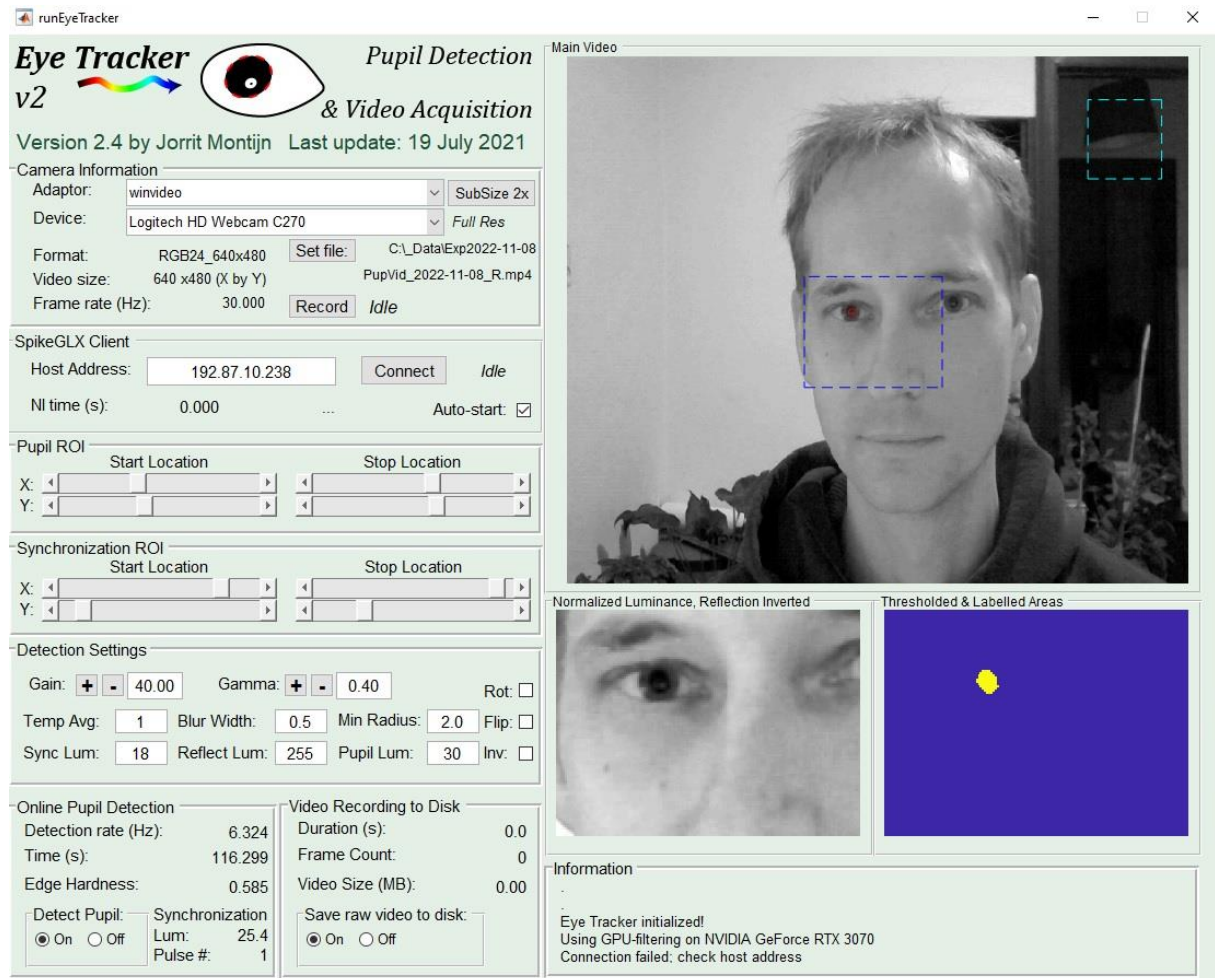 runEyeTracker
Eye Tracker
v2
Pupil Detection
& Video Acquisition
Version 2.4 by Jorrit Montijn Last update: 19 July 2021
Camera Information
Adaptor: winvideo SubSize 2x
Device: Logitech HD Webcam C270 Full Res
Format: RGB24_640x480 Set file: C:\_Data\Exp2022-11-08
Video size: 640 x480 (X by Y) PupVid_2022-11-08_R.mp4
Frame rate (Hz): 30.000 Record Idle
SpikeGLX Client
Host Address: 192.87.10.238 Connect Idle
NI time (s): 0.000 ... Auto-start:
Pupil ROI
Start Location Stop Location
X:
Y:
Synchronization ROI
Start Location Stop Location
X:
Y:
Detection Settings
Gain: + - 40.00 Gamma: + - 0.40 Rot:
Temp Avg: 1 Blur Width: 0.5 Min Radius: 2.0 Flip:
Sync Lum: 18 Reflect Lum: 255 Pupil Lum: 30 Inv:
Online Pupil Detection
Detection rate (Hz): 6.324
Time (s): 116.299
Edge Hardness: 0.585
Detect Pupil:
On Off
Synchronization
Lum: 25.4
Pulse #: 1
Video Recording to Disk
Duration (s): 0.0
Frame Count: 0
Video Size (MB): 0.00
Save raw video to disk:
On Off
Main Video
Normalized Luminance, Reflection Inverted
Thresholded & Labelled Areas
Information
.
.
Eye Tracker initialized!
Using GPU-filtering on NVIDIA GeForce RTX 3070
Connection failed; check host address